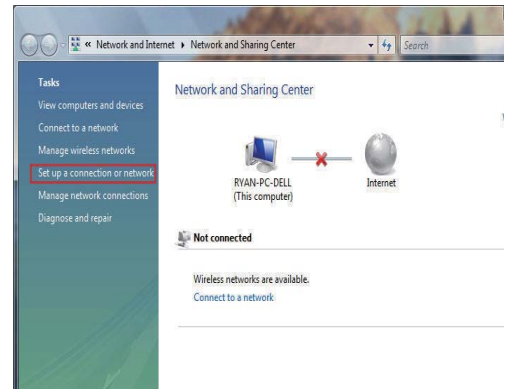 « Network and Internet ▸ Network and Sharing Center
Search
Tasks
View computers and devices
Connect to a network
Manage wireless networks
Set up a connection or network
Manage network connections
Diagnose and repair
Network and Sharing Center
RYAN-PC-DELL
(This computer)
Internet
Not connected
Wireless networks are available.
Connect to a network